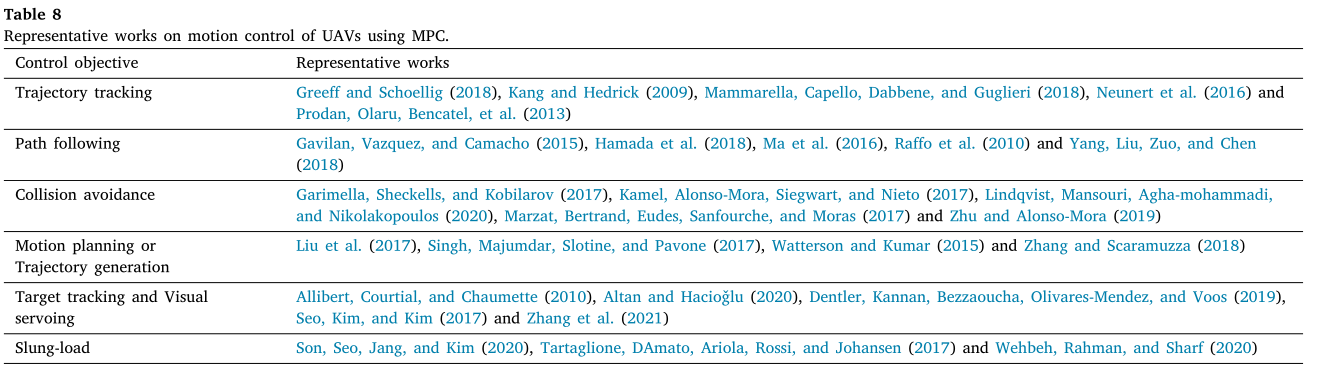 Table 8
Representative works on motion control of UAVs using MPC.
Control objective Representative works
Trajectory tracking Greeff and Schoellig (2018), Kang and Hedrick (2009), Mammarella, Capello, Dabbene, and Guglieri (2018), Neunert et al. (2016) and
Prodan, Olaru, Bencatel, et al. (2013)
Path following Gavilan, Vazquez, and Camacho (2015), Hamada et al. (2018), Ma et al. (2016), Raffo et al. (2010) and Yang, Liu, Zuo, and Chen
(2018)
Collision avoidance Garimella, Sheckells, and Kobilarov (2017), Kamel, Alonso-Mora, Siegwart, and Nieto (2017), Lindqvist, Mansouri, Agha-mohammadi,
and Nikolakopoulos (2020), Marzat, Bertrand, Eudes, Sanfourche, and Moras (2017) and Zhu and Alonso-Mora (2019)
Motion planning or Liu et al. (2017), Singh, Majumdar, Slotine, and Pavone (2017), Watterson and Kumar (2015) and Zhang and Scaramuzza (2018)
Trajectory generation
Target tracking and Visual Allibert, Courtial, and Chaumette (2010), Altan and Hacioğlu (2020), Dentler, Kannan, Bezzaoucha, Olivares-Mendez, and Voos (2019),
servoing Seo, Kim, and Kim (2017) and Zhang et al. (2021)
Slung-load Son, Seo, Jang, and Kim (2020), Tartaglione, DAmato, Ariola, Rossi, and Johansen (2017) and Wehbeh, Rahman, and Sharf (2020)